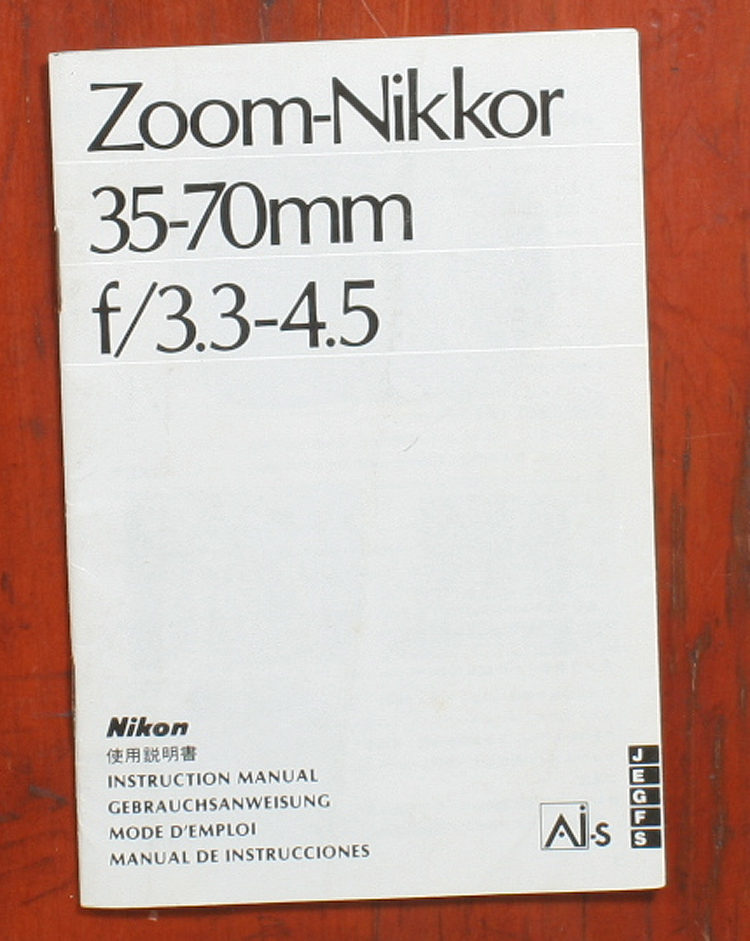 Zoom-Nikkor
35-70mm
f/3.3-4.5
Nikon
使用説明書
INSTRUCTION MANUAL
GEBRAUCHSANWEISUNG
MODE D'EMPLOI
MANUAL DE INSTRUCCIONES
Ai-S
J
E
G
F
S